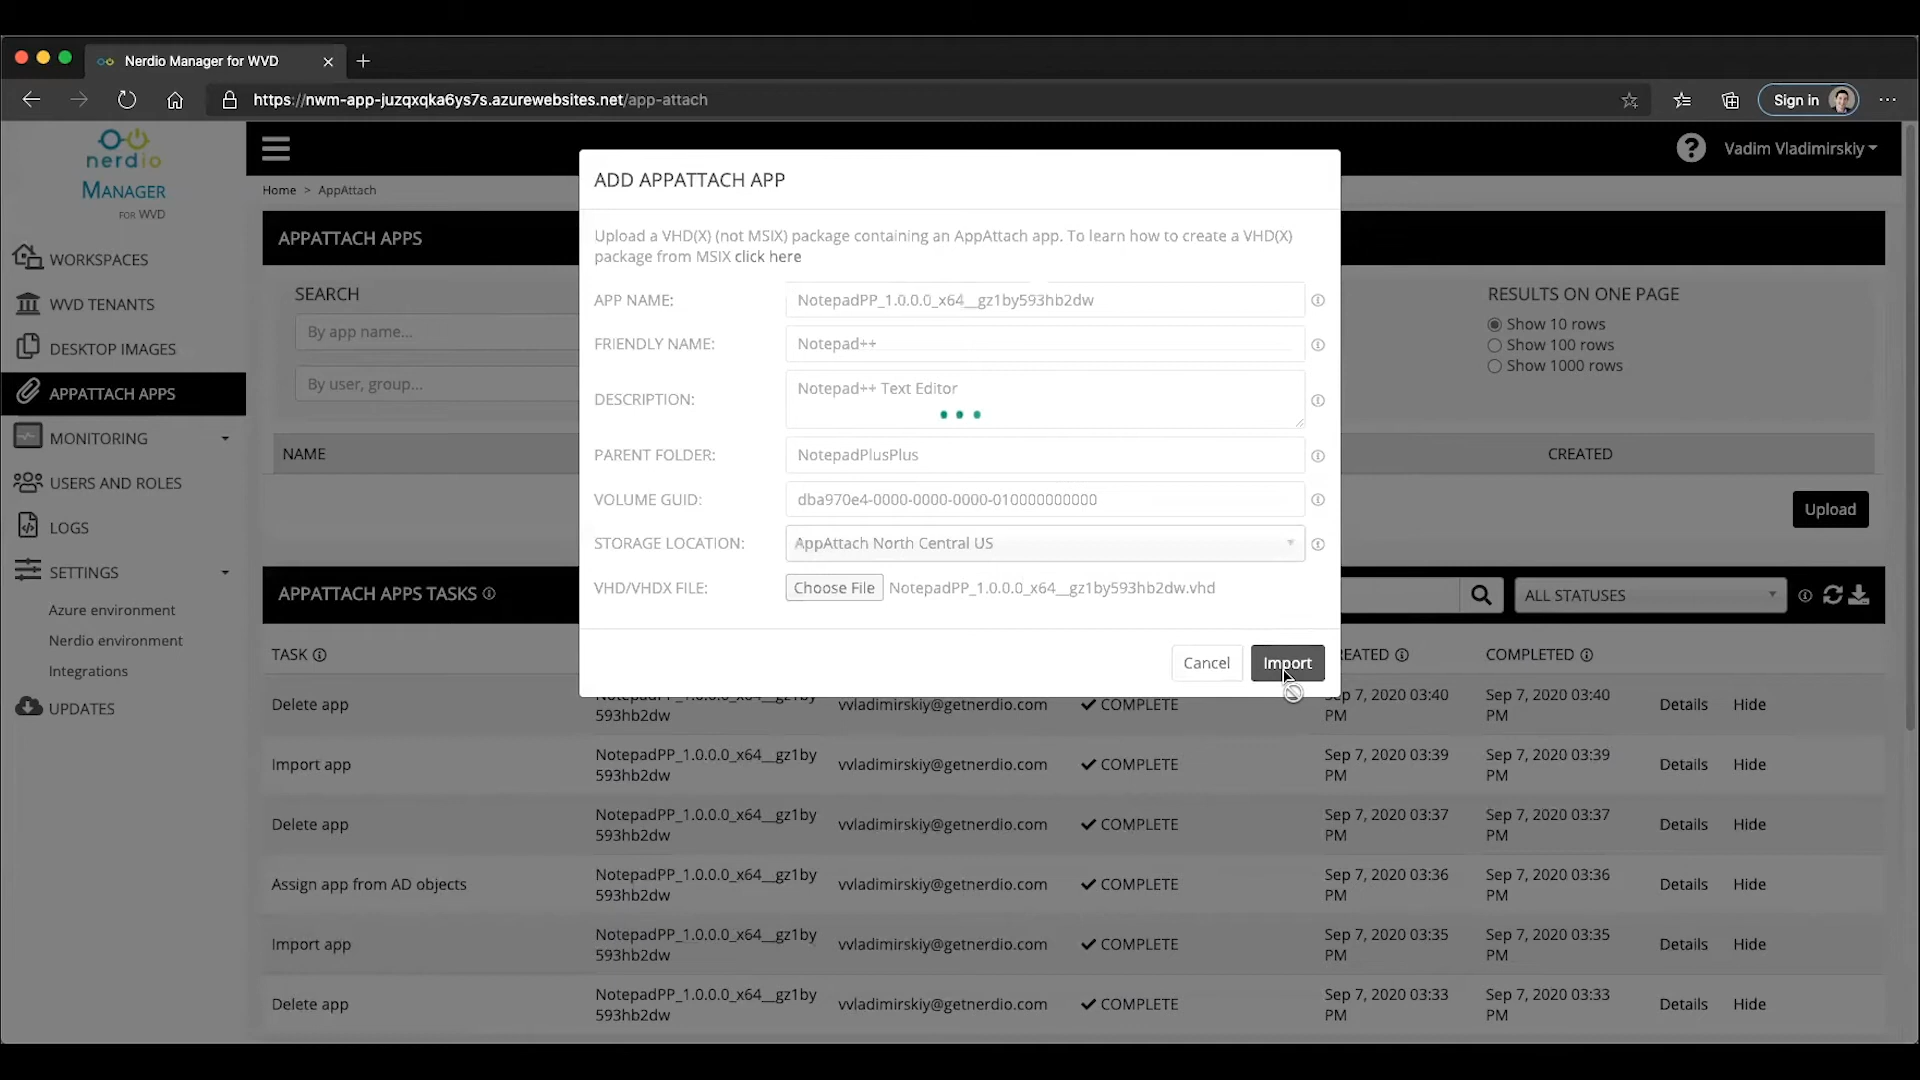 Nerdio Manager for WVD
https://nwm-app-juzqxqka6ys7s.azurewebsites.net/app-attach
Sign in
nerdio
MANAGER
FOR WVD
Vadim Vladimirskiy
Home > AppAttach
WORKSPACES
WVD TENANTS
DESKTOP IMAGES
APPATTACH APPS
MONITORING
USERS AND ROLES
LOGS
SETTINGS
Azure environment
Nerdio environment
Integrations
UPDATES
APPATTACH APPS
SEARCH
By app name...
By user, group...
RESULTS ON ONE PAGE
Show 10 rows
Show 100 rows
Show 1000 rows
NAME
CREATED
Upload
ADD APPATTACH APP
Upload a VHD(X) (not MSIX) package containing an AppAttach app. To learn how to create a VHD(X)
package from MSIX click here
APP NAME: NotepadPP_1.0.0.0_x64__gz1by593hb2dw
FRIENDLY NAME: Notepad++
DESCRIPTION: Notepad++ Text Editor
PARENT FOLDER: NotepadPlusPlus
VOLUME GUID: dba970e4-0000-0000-0000-010000000000
STORAGE LOCATION: AppAttach North Central US
VHD/VHDX FILE: Choose File NotepadPP_1.0.0.0_x64__gz1by593hb2dw.vhd
Cancel Import
APPATTACH APPS TASKS
ALL STATUSES
TASK
REATED
COMPLETED
Delete app
NotepadPP_1.0.0.0_x64__gz1by
593hb2dw
vvladimirskiy@getnerdio.com
COMPLETE
Sep 7, 2020 03:40
PM
Sep 7, 2020 03:40
PM
Details Hide
Import app
NotepadPP_1.0.0.0_x64__gz1by
593hb2dw
vvladimirskiy@getnerdio.com
COMPLETE
Sep 7, 2020 03:39
PM
Sep 7, 2020 03:39
PM
Details Hide
Delete app
NotepadPP_1.0.0.0_x64__gz1by
593hb2dw
vvladimirskiy@getnerdio.com
COMPLETE
Sep 7, 2020 03:37
PM
Sep 7, 2020 03:37
PM
Details Hide
Assign app from AD objects
NotepadPP_1.0.0.0_x64__gz1by
593hb2dw
vvladimirskiy@getnerdio.com
COMPLETE
Sep 7, 2020 03:36
PM
Sep 7, 2020 03:36
PM
Details Hide
Import app
NotepadPP_1.0.0.0_x64__gz1by
593hb2dw
vvladimirskiy@getnerdio.com
COMPLETE
Sep 7, 2020 03:35
PM
Sep 7, 2020 03:35
PM
Details Hide
Delete app
NotepadPP_1.0.0.0_x64__gz1by
593hb2dw
vvladimirskiy@getnerdio.com
COMPLETE
Sep 7, 2020 03:33
PM
Sep 7, 2020 03:33
PM
Details Hide